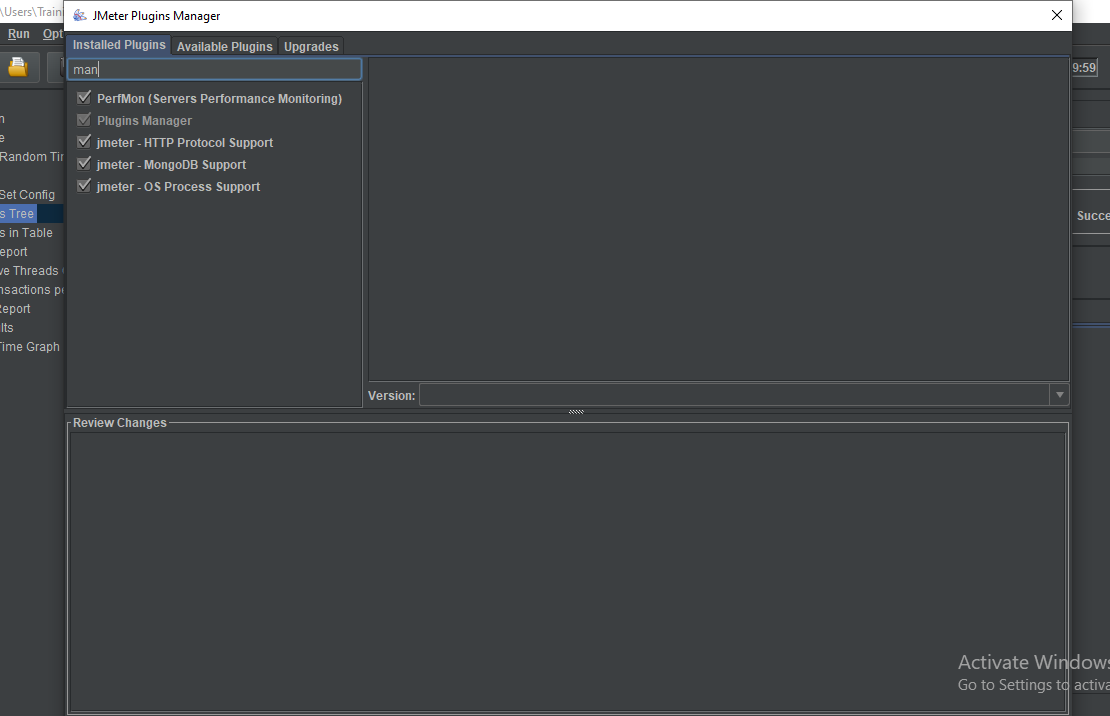 \Users\Traini
JMeter Plugins Manager
Run Opt
Installed Plugins Available Plugins Upgrades
man
9:59
PerfMon (Servers Performance Monitoring)
Plugins Manager
jmeter - HTTP Protocol Support
jmeter - MongoDB Support
jmeter - OS Process Support
n
e
Random Tir
Set Config
s Tree
s in Table
eport
ve Threads
nsactions pe
Report
lts
Time Graph
Succe
Version:
Review Changes
Activate Windows
Go to Settings to activa